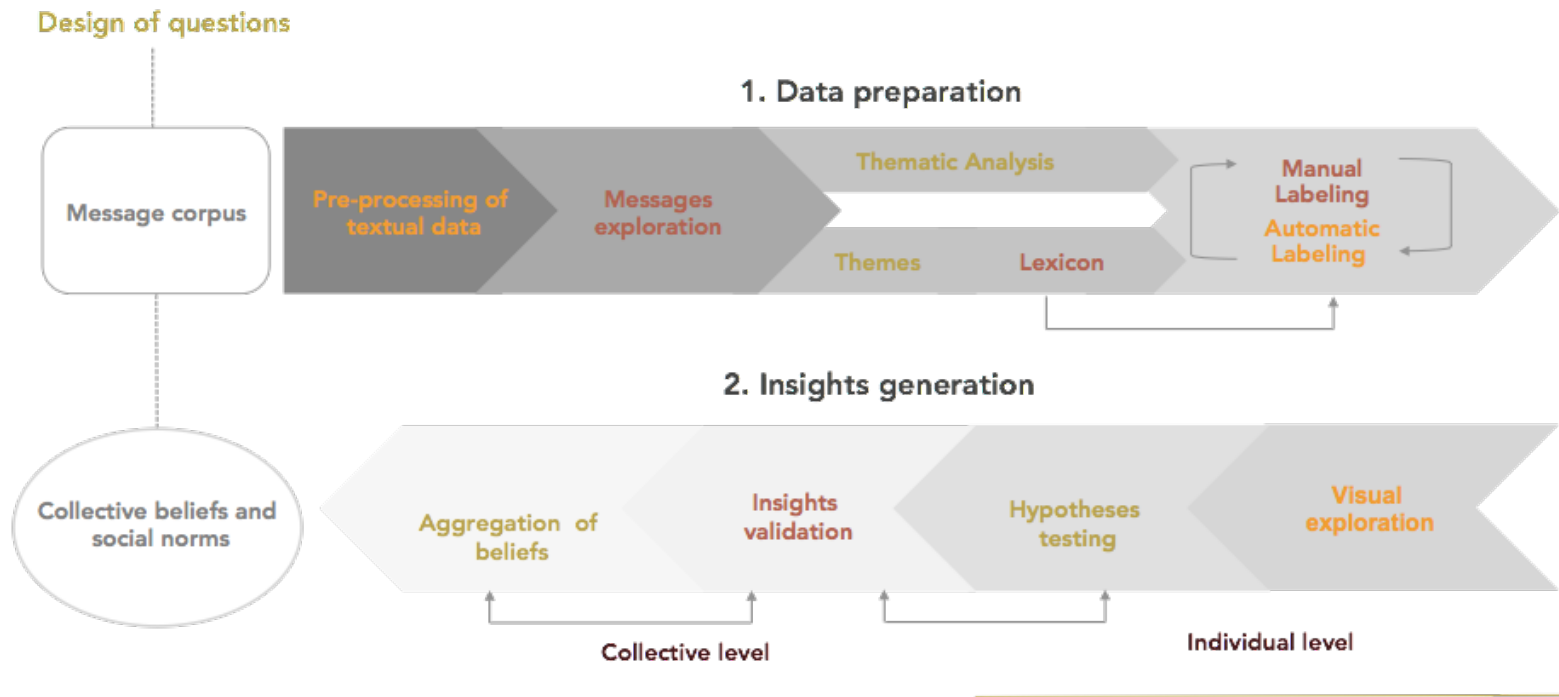 Design of questions
1. Data preparation
Message corpus
Pre-processing of
textual data
Messages
exploration
Thematic Analysis
Themes
Lexicon
Manual
Labeling
Automatic
Labeling
2. Insights generation
Collective beliefs and
social norms
Aggregation of
beliefs
Insights
validation
Hypotheses
testing
Visual
exploration
Collective level
Individual level